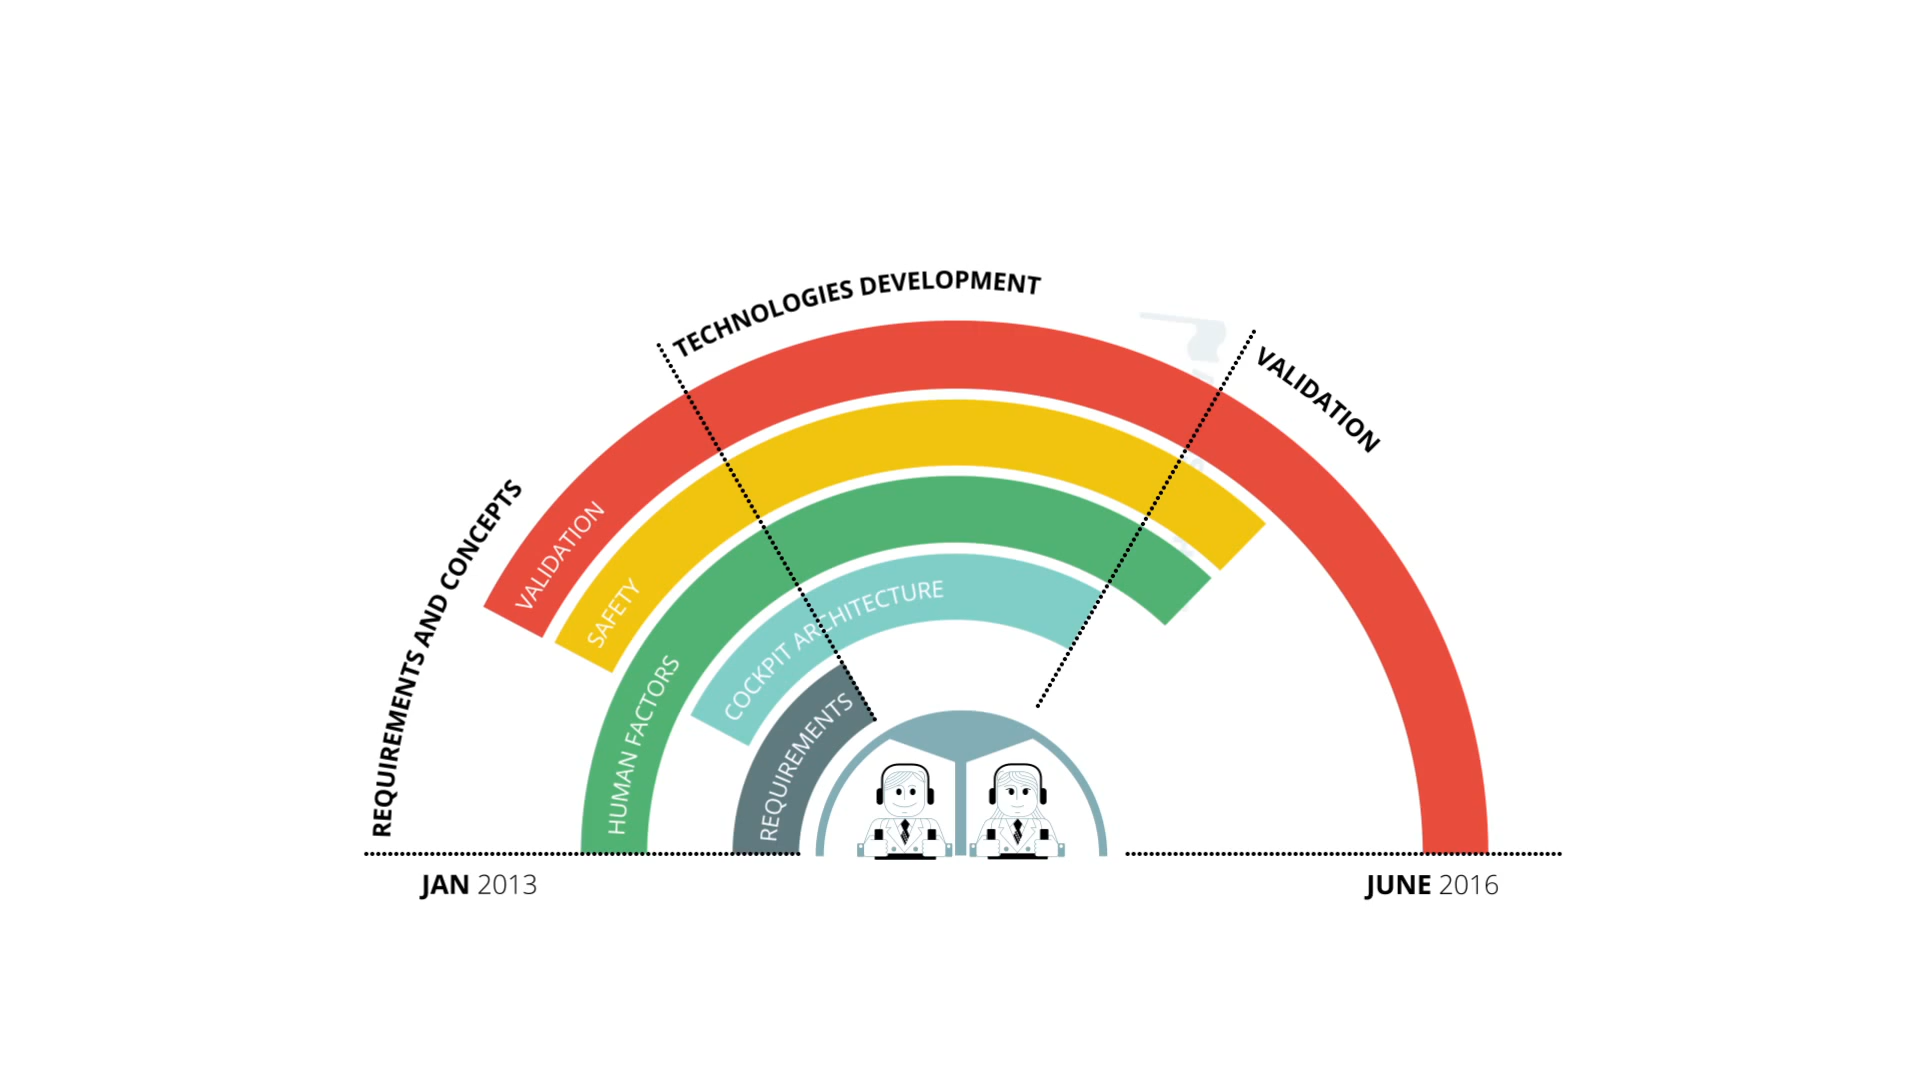 TECHNOLOGIES DEVELOPMENT
VALIDATION
REQUIREMENTS AND CONCEPTS
VALIDATION
SAFETY
HUMAN FACTORS
COCKPIT ARCHITECTURE
REQUIREMENTS
JAN 2013
JUNE 2016